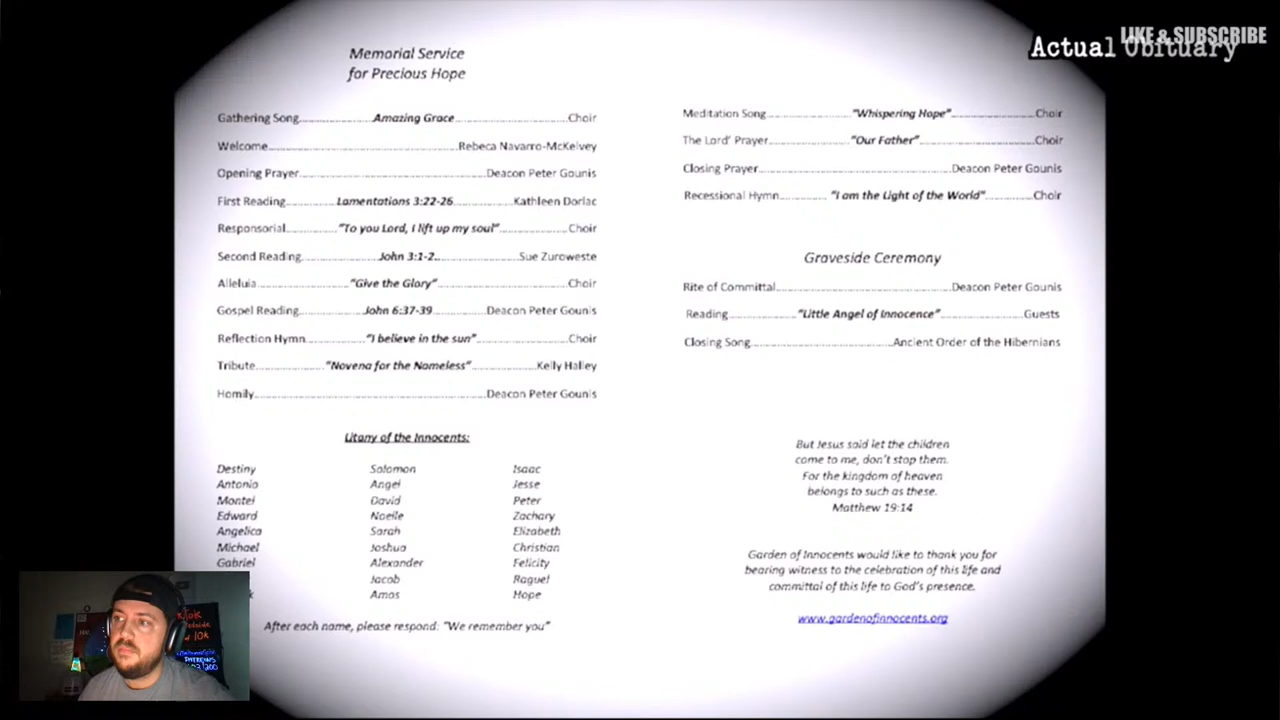 LIKE & SUBSCRIBE
Actual Obituary
Memorial Service
for Precious Hope
Gathering Song Amazing Grace Choir
Welcome Rebeca Navarro-McKelvey
Opening Prayer Deacon Peter Gounis
First Reading Lamentations 3:22-26 Kathleen Dorlac
Responsorial "To you Lord, I lift up my soul" Choir
Second Reading John 3:1-2 Sue Zuroweste
Alleluia "Give the Glory" Choir
Gospel Reading John 6:37-39 Deacon Peter Gounis
Reflection Hymn "I believe in the sun" Choir
Tribute "Novena for the Nameless" Kelly Halley
Homily Deacon Peter Gounis
Litany of the Innocents:
Destiny Solomon Isaac
Antonio Angel Jesse
Montel David Peter
Edward Noelle Zachary
Angelica Sarah Elizabeth
Michael Joshua Christian
Gabriel Alexander Felicity
Jacob Raguel
Amos Hope
After each name, please respond: "We remember you"
Meditation Song "Whispering Hope" Choir
The Lord' Prayer "Our Father" Choir
Closing Prayer Deacon Peter Gounis
Recessional Hymn "I am the Light of the World" Choir
Graveside Ceremony
Rite of Committal Deacon Peter Gounis
Reading "Little Angel of Innocence" Guests
Closing Song Ancient Order of the Hibernians
But Jesus said let the children
come to me, don't stop them.
For the kingdom of heaven
belongs to such as these.
Matthew 19:14
Garden of Innocents would like to thank you for
bearing witness to the celebration of this life and
committal of this life to God's presence.
www.gardenofinnocents.org